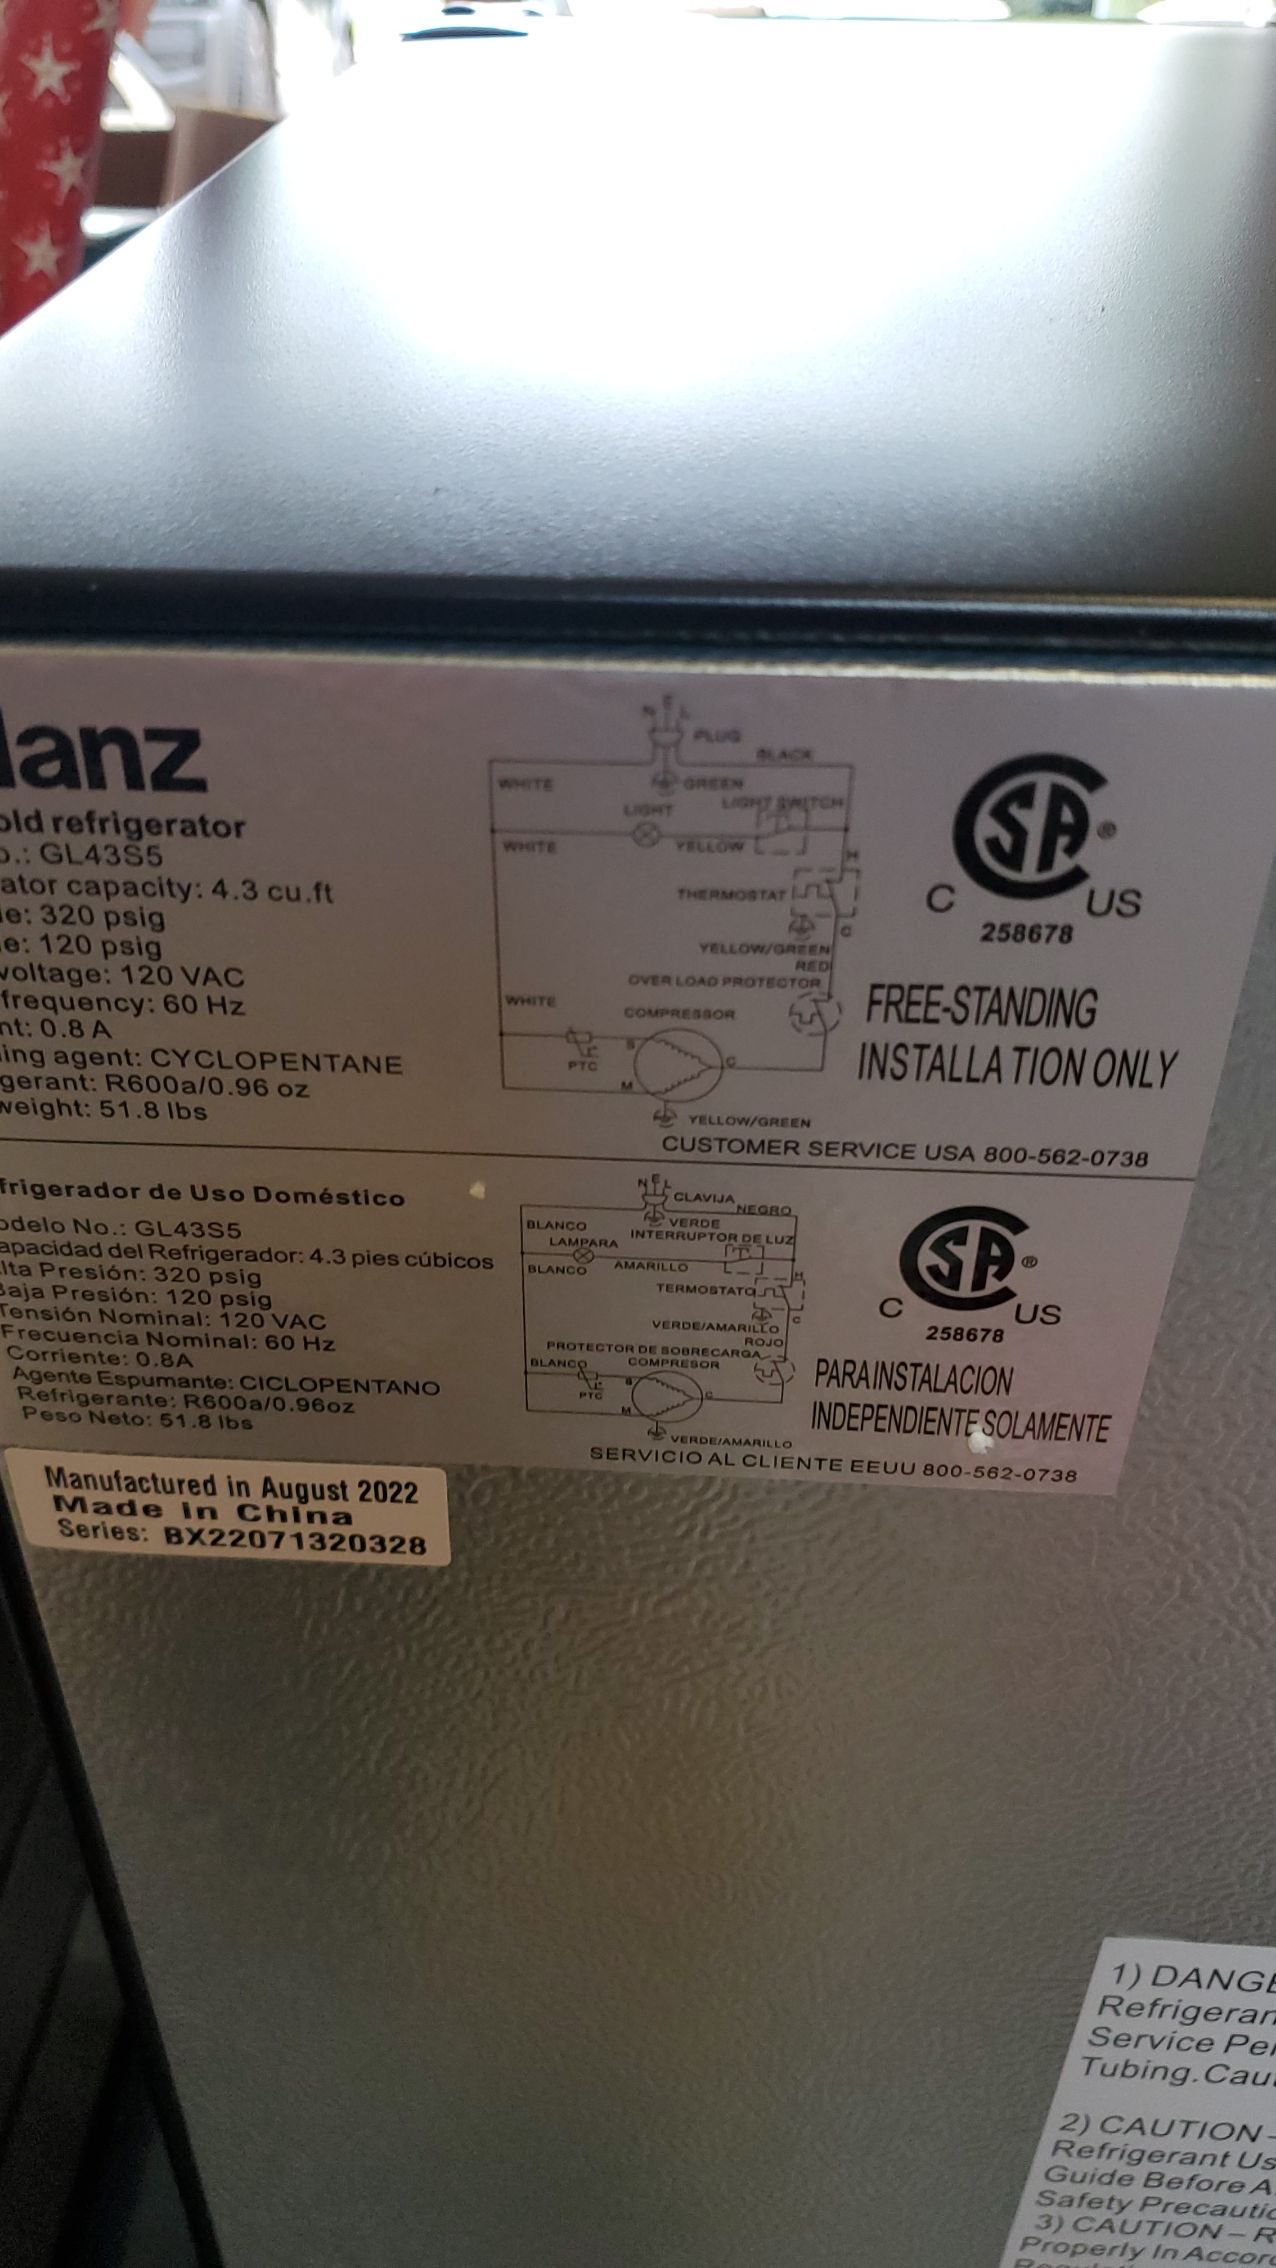 lanz
old refrigerator
o.: GL43S5
ator capacity: 4.3 cu.ft
e: 320 psig
e: 120 psig
voltage: 120 VAC
frequency: 60 Hz
nt: 0.8 A
ing agent: CYCLOPENTANE
gerant: R600a/0.96 oz
weight: 51.8 lbs
N E L
PLUG
BLACK
WHITE
GREEN
LIGHT
LIGHT SWITCH
WHITE
YELLOW
H
THERMOSTAT
C
YELLOW/GREEN
RED
OVER LOAD PROTECTOR
WHITE
COMPRESSOR
S
PTC
C
M
YELLOW/GREEN
CUSTOMER SERVICE USA 800-562-0738
SA ®
C US
258678
FREE-STANDING
INSTALLATION ONLY
frigerador de Uso Doméstico
odelo No.: GL43S5
apacidad del Refrigerador: 4.3 pies cúbicos
lta Presión: 320 psig
Baja Presión: 120 psig
Tensión Nominal: 120 VAC
Frecuencia Nominal: 60 Hz
Corriente: 0.8A
Agente Espumante: CICLOPENTANO
Refrigerante: R600a/0.96oz
Peso Neto: 51.8 lbs
N E L
CLAVIJA
NEGRO
BLANCO
VERDE
LAMPARA
INTERRUPTOR DE LUZ
BLANCO
AMARILLO
H
TERMOSTATO
C
VERDE/AMARILLO
ROJO
PROTECTOR DE SOBRECARGA
BLANCO
COMPRESOR
S
PTC
C
M
VERDE/AMARILLO
SERVICIO AL CLIENTE EEUU 800-562-0738
SA ®
C US
258678
PARA INSTALACION
INDEPENDIENTE SOLAMENTE
Manufactured in August 2022
Made in China
Series: BX22071320328
1) DANGE
Refrigeran
Service Per
Tubing.Caut
2) CAUTION -
Refrigerant Us
Guide Before A
Safety Precautio
3) CAUTION – R
Properly In Accor